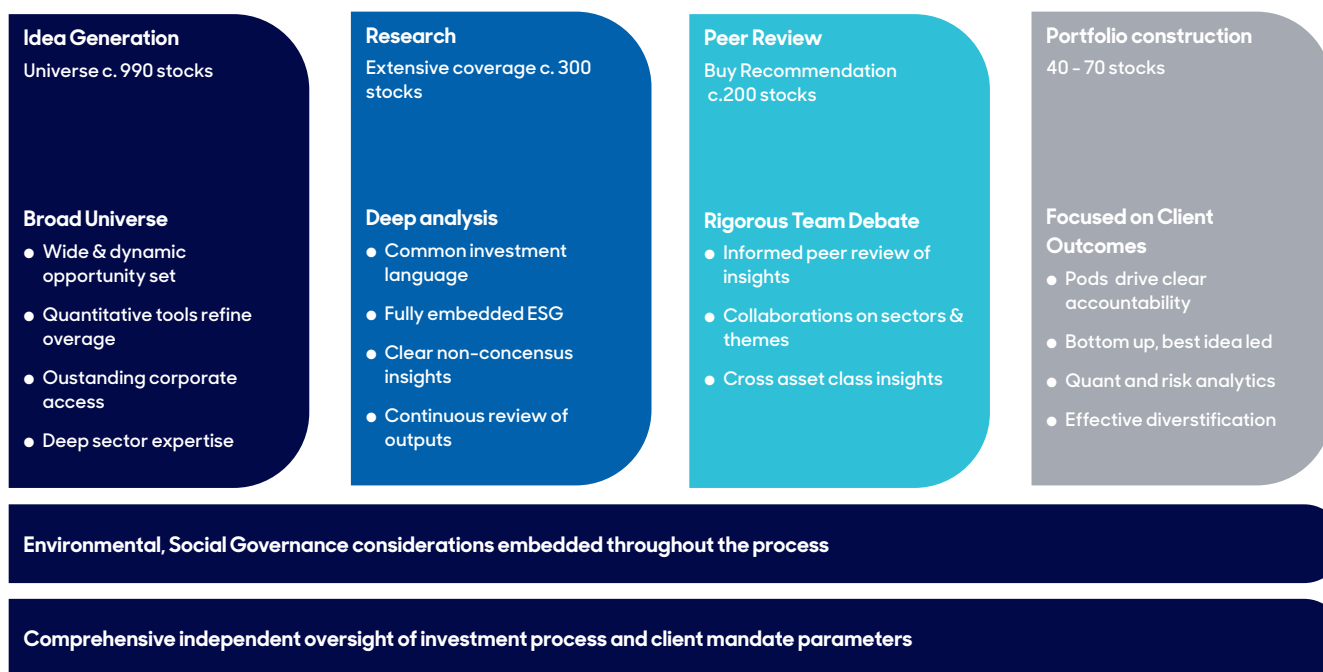 Idea Generation
Universe c. 990 stocks
Broad Universe
● Wide & dynamic
opportunity set
● Quantitative tools refine
overage
● Oustanding corporate
access
● Deep sector expertise
Research
Extensive coverage c. 300
stocks
Deep analysis
● Common investment
language
● Fully embedded ESG
● Clear non-concensus
insights
● Continuous review of
outputs
Peer Review
Buy Recommendation
c.200 stocks
Rigorous Team Debate
● Informed peer review of
insights
● Collaborations on sectors &
themes
● Cross asset class insights
Portfolio construction
40 - 70 stocks
Focused on Client
Outcomes
● Pods drive clear
accountability
● Bottom up, best idea led
● Quant and risk analytics
● Effective diverstification
Environmental, Social Governance considerations embedded throughout the process
Comprehensive independent oversight of investment process and client mandate parameters